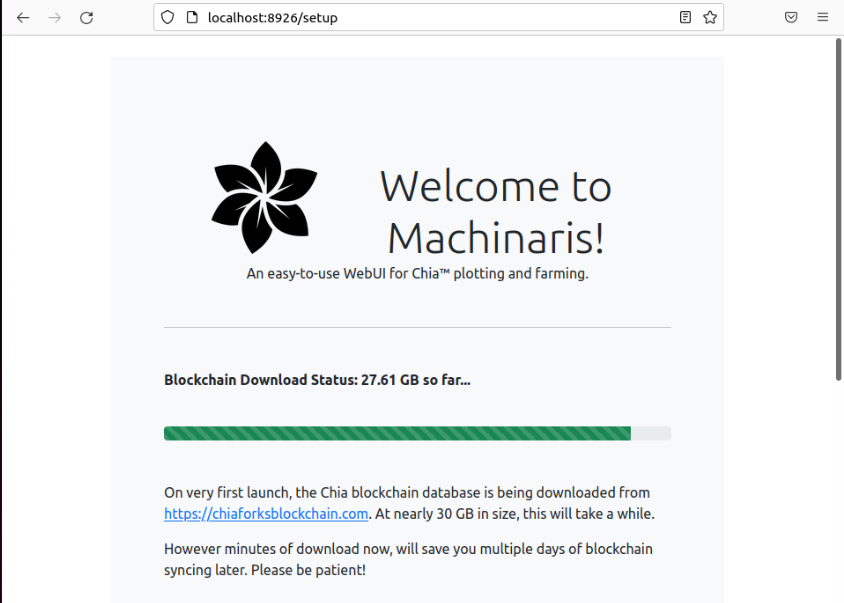 localhost:8926/setup
Welcome to
Machinaris!
An easy-to-use WebUI for Chia™ plotting and farming.
Blockchain Download Status: 27.61 GB so far...
On very first launch, the Chia blockchain database is being downloaded from
https://chiaforksblockchain.com. At nearly 30 GB in size, this will take a while.
However minutes of download now, will save you multiple days of blockchain
syncing later. Please be patient!